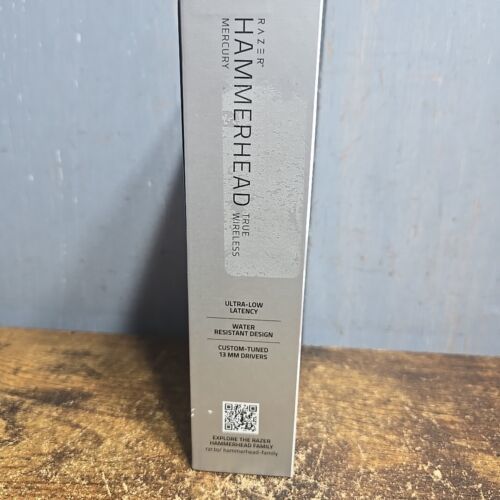 RAZER™
HAMMERHEAD TRUE WIRELESS
MERCURY
ULTRA-LOW
LATENCY
WATER
RESISTANT DESIGN
CUSTOM-TUNED
13 MM DRIVERS
EXPLORE THE RAZER
HAMMERHEAD FAMILY
rzr.to/ hammerhead-family